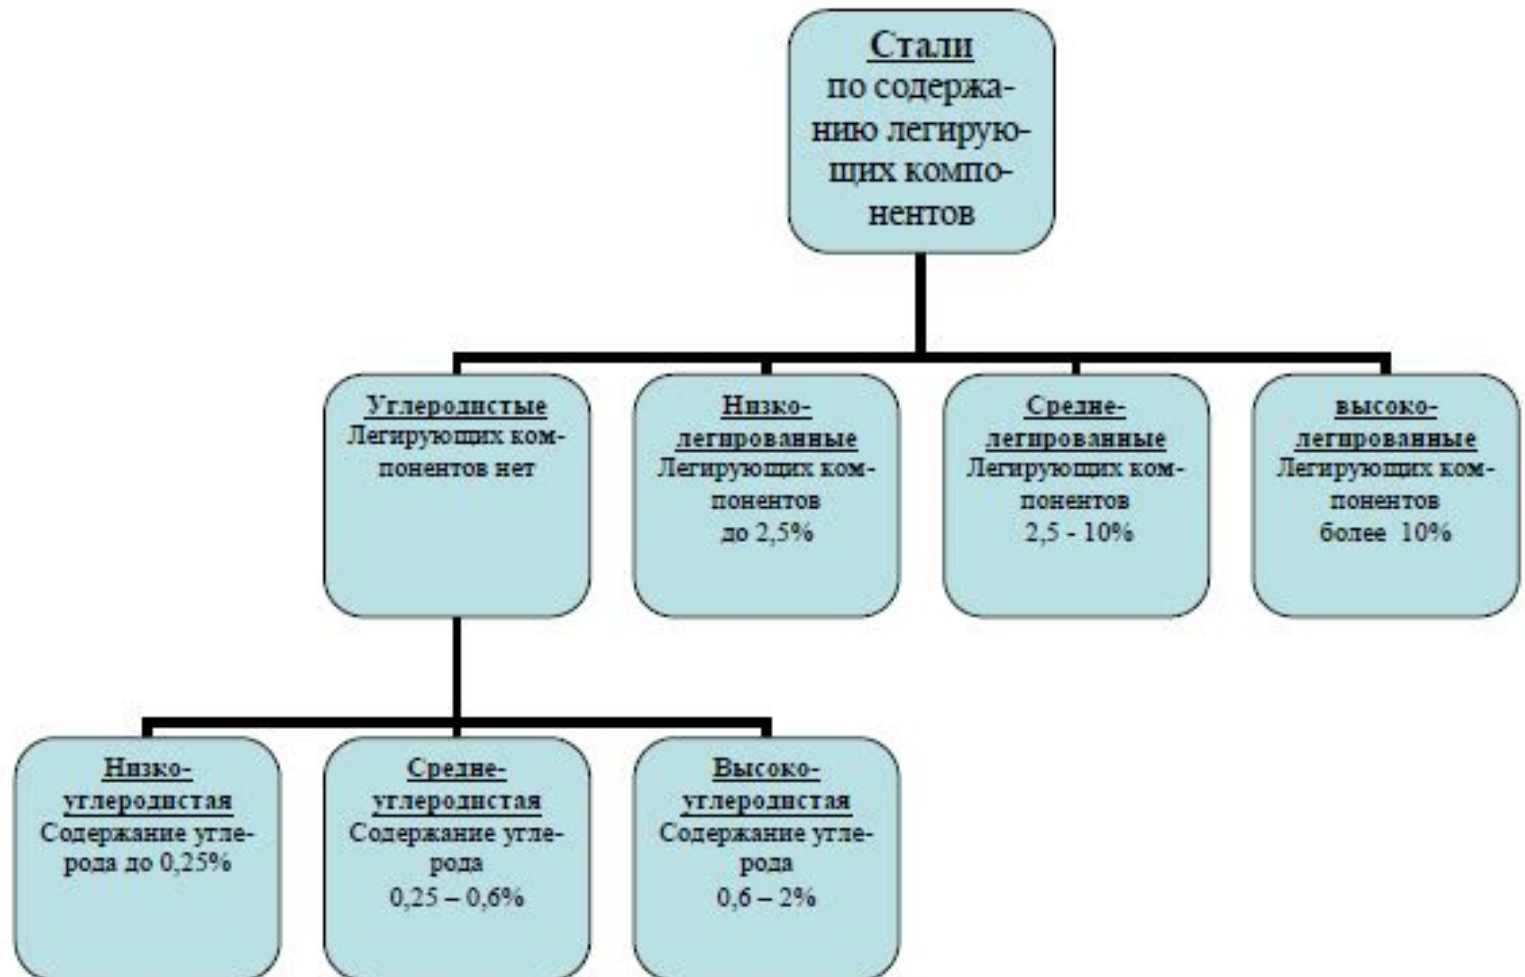 Стали
по содержа-
нию легирую-
щих компо-
нентов
Углеродистые
Легирующих ком-
понентов нет
Низко-
легированные
Легирующих ком-
понентов
до 2,5%
Средне-
легированные
Легирующих ком-
понентов
2,5 - 10%
высоко-
легированные
Легирующих ком-
понентов
более 10%
Низко-
углеродистая
Содержание угле-
рода до 0,25%
Средне-
углеродистая
Содержание угле-
рода
0,25 – 0,6%
Высоко-
углеродистая
Содержание угле-
рода
0,6 – 2%